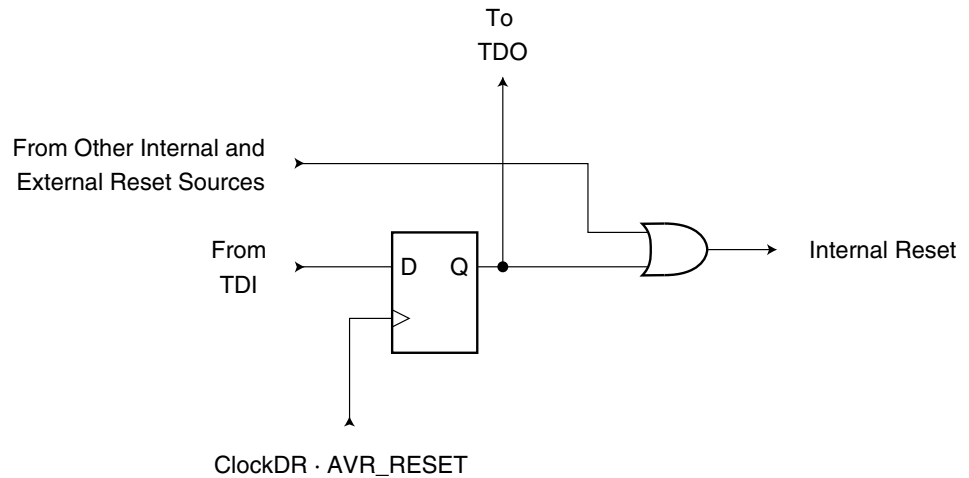 To
TDO
From Other Internal and
External Reset Sources
From
TDI
D
Q
Internal Reset
ClockDR · AVR_RESET